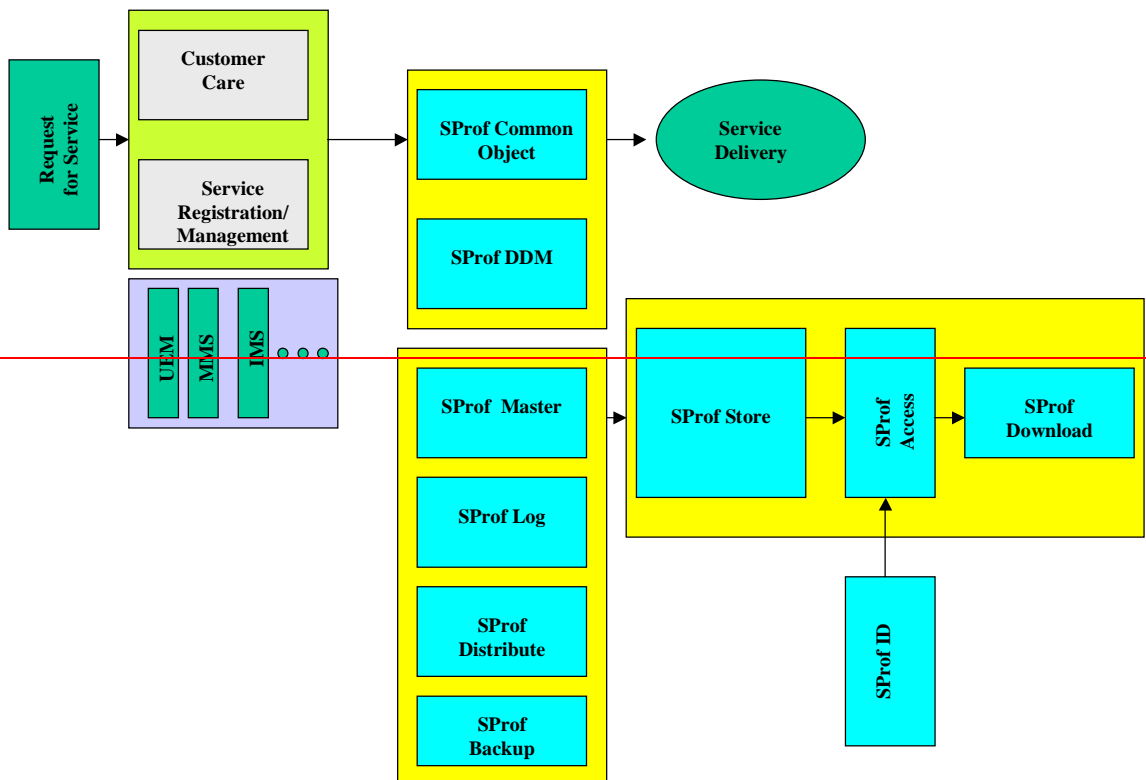 Request
for Service
Customer
Care
Service
Registration/
Management
SProf Common
Object
SProf DDM
Service
Delivery
UEM
MMS
IMS
SProf Master
SProf Log
SProf
Distribute
SProf
Backup
SProf Store
SProf
Access
SProf
Download
SProf ID